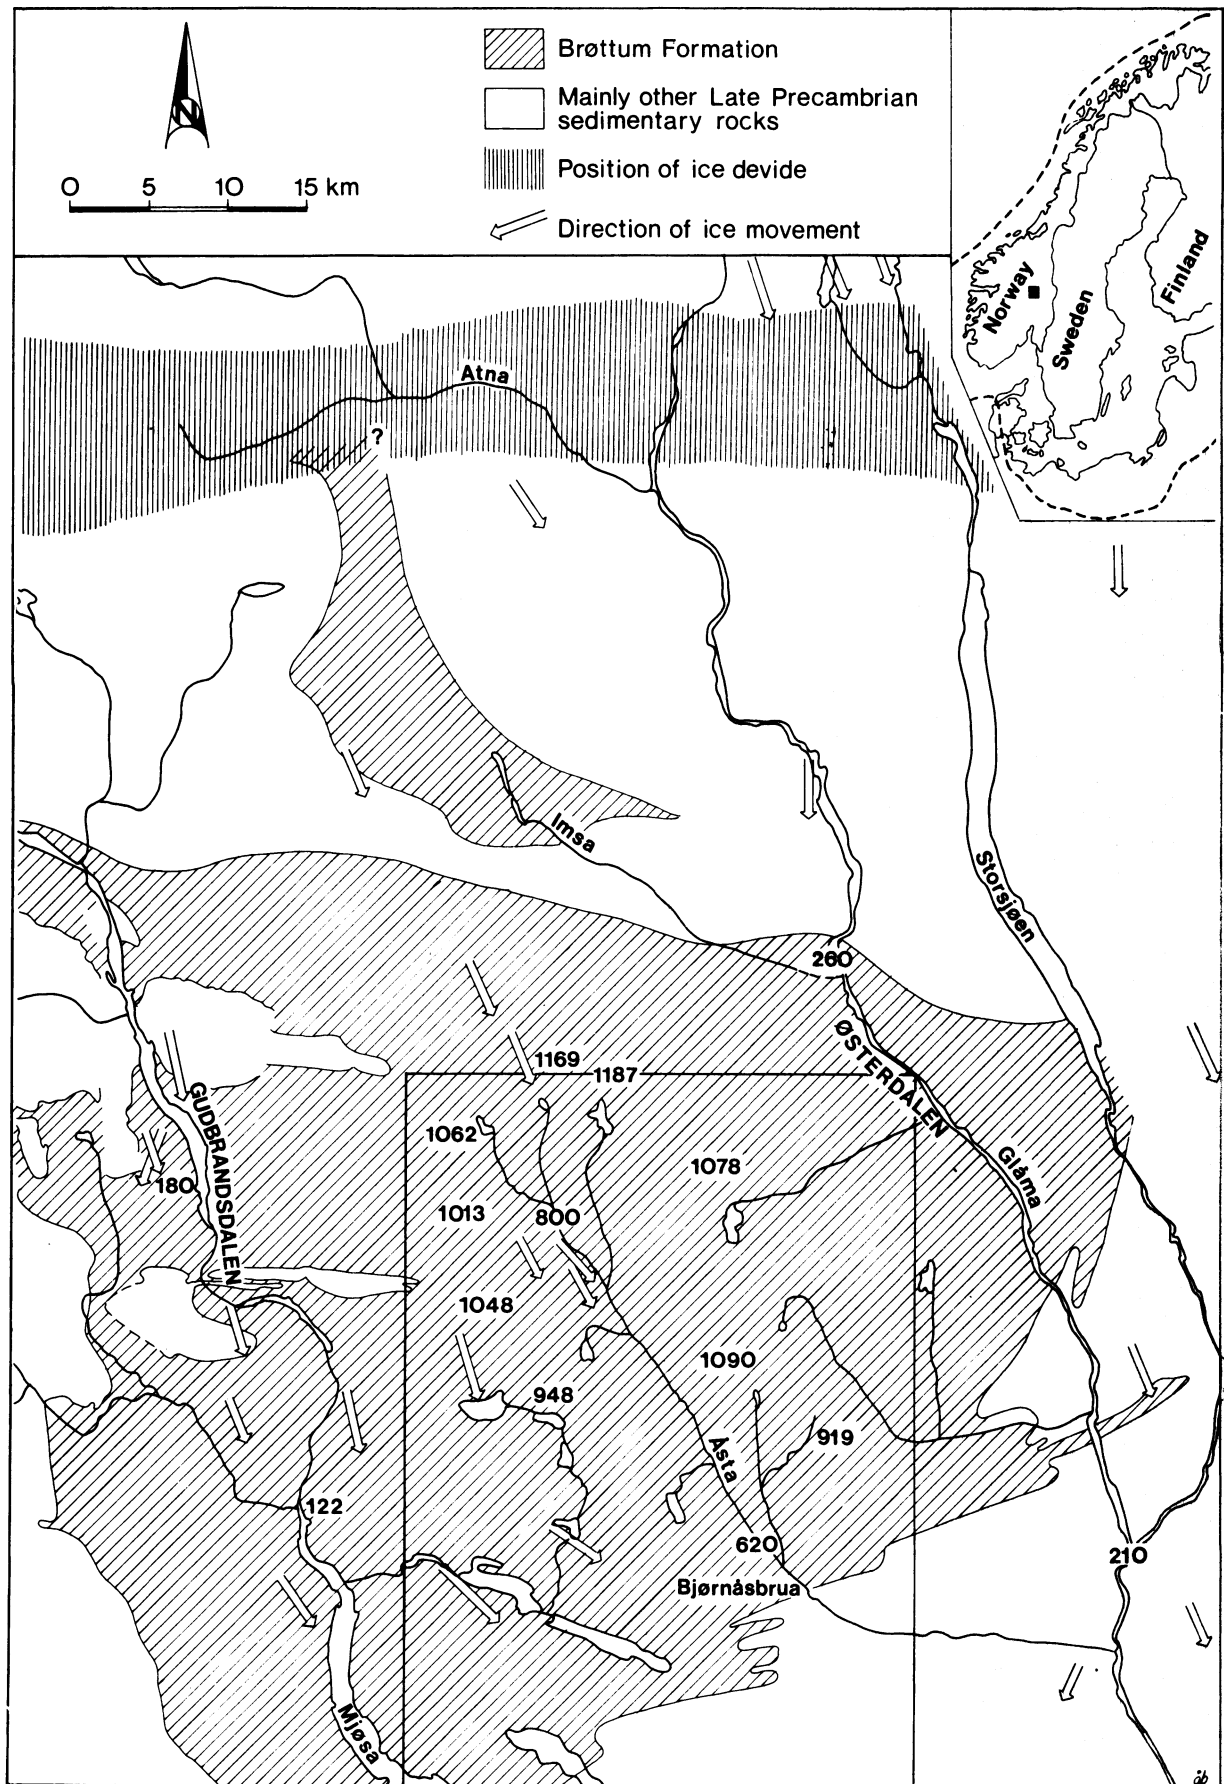 N
0 5 10 15 km
Brøttum Formation
Mainly other Late Precambrian
sedimentary rocks
Position of ice devide
Direction of ice movement
Norway
Sweden
Finland
Atna
?
Imsa
Storsjøen
260
ØSTERDALEN
1169
1187
GUDBRANDSDALEN
1062
1078
Glåma
180
1013
800
1048
1090
948
Åsta
919
122
620
210
Bjørnåsbrua
Mjøsa